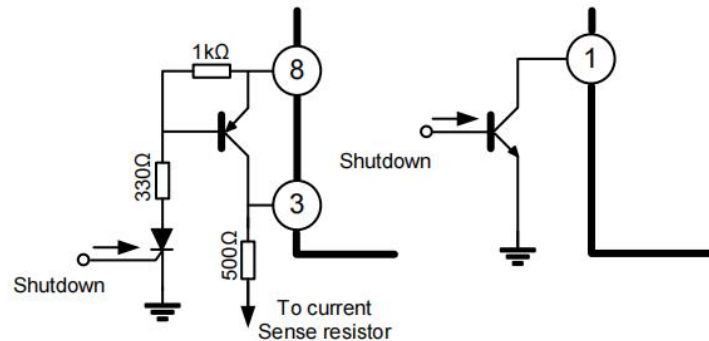 1kΩ
8
1
330Ω
Shutdown
3
500Ω
Shutdown
To current
Sense resistor